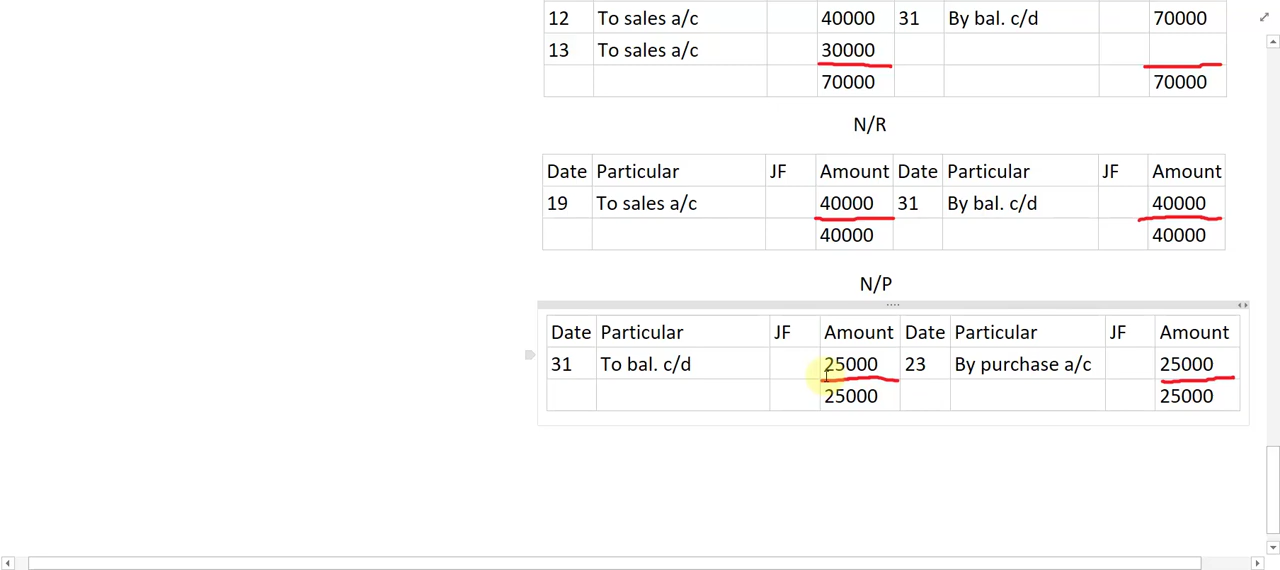 12 To sales a/c 40000 31 By bal. c/d 70000
13 To sales a/c 30000
70000 70000
N/R
Date Particular JF Amount Date Particular JF Amount
19 To sales a/c 40000 31 By bal. c/d 40000
40000 40000
N/P
Date Particular JF Amount Date Particular JF Amount
31 To bal. c/d 25000 23 By purchase a/c 25000
25000 25000